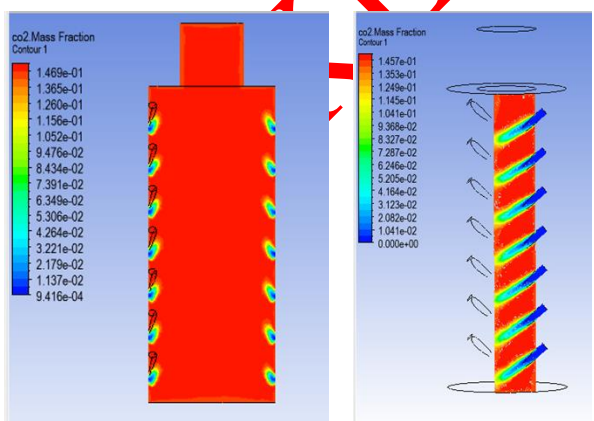 co2.Mass Fraction
Contour 1
1.469e-01
1.365e-01
1.260e-01
1.156e-01
1.052e-01
9.476e-02
8.434e-02
7.391e-02
6.349e-02
5.306e-02
4.264e-02
3.221e-02
2.179e-02
1.137e-02
9.416e-04
co2.Mass Fraction
Contour 1
1.457e-01
1.353e-01
1.249e-01
1.145e-01
1.041e-01
9.368e-02
8.327e-02
7.287e-02
6.246e-02
5.205e-02
4.164e-02
3.123e-02
2.082e-02
1.041e-02
0.000e+00